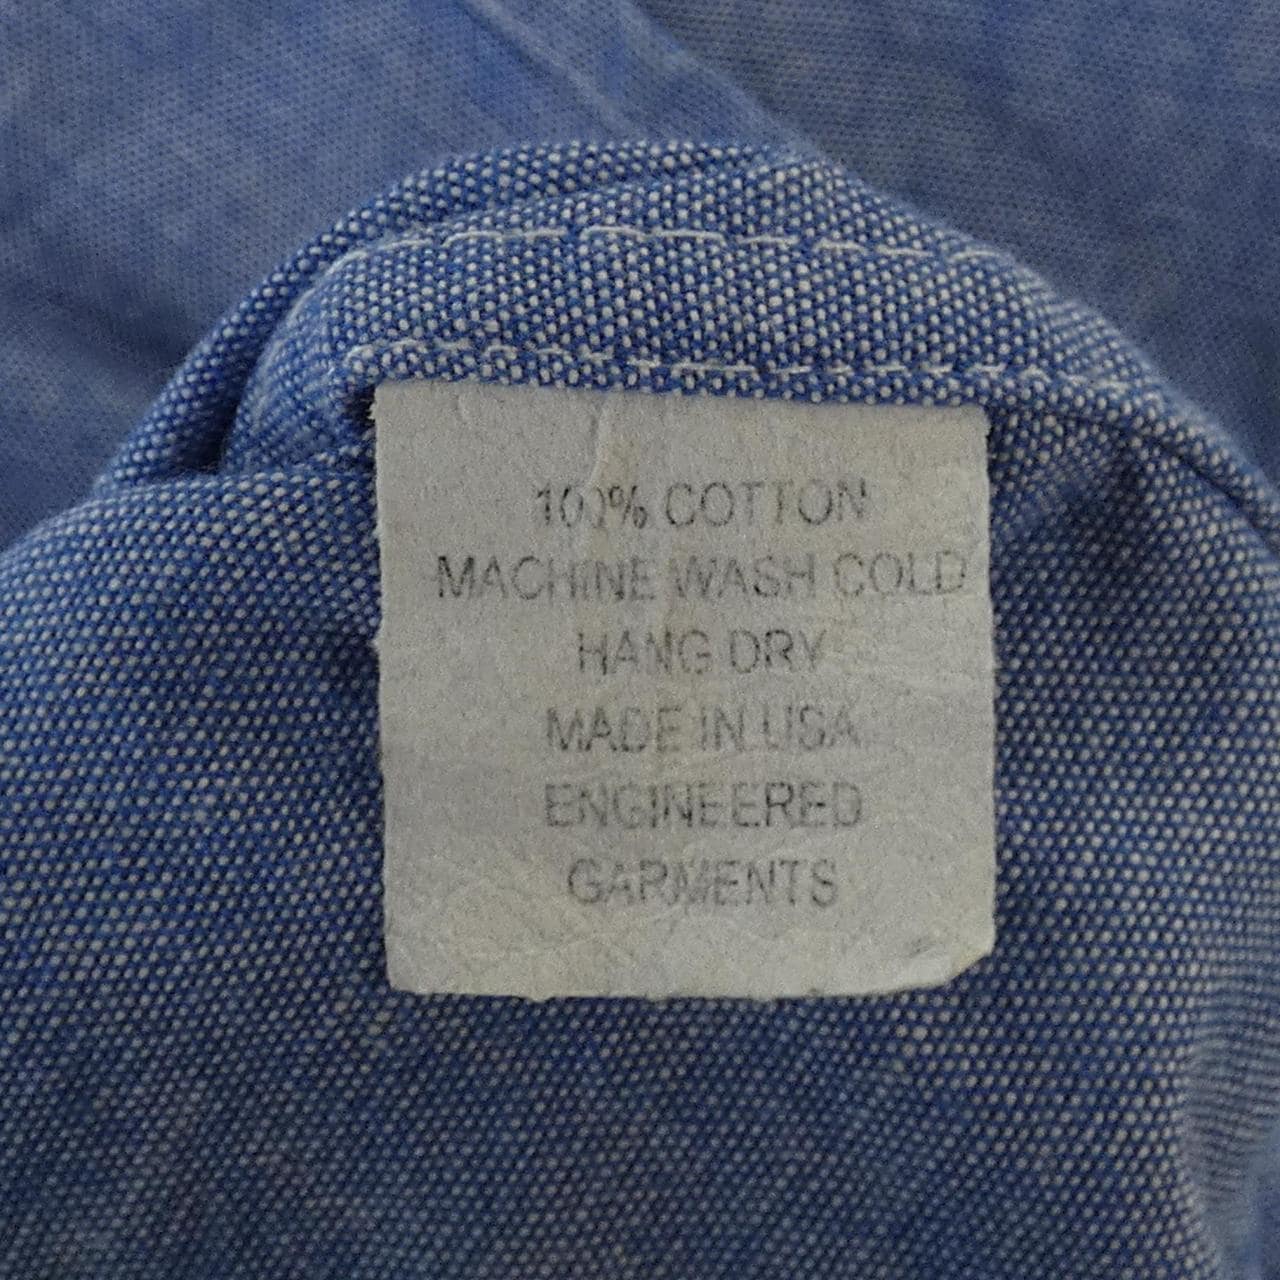 100% COTTON
MACHINE WASH COLD
HANG DRY
MADE IN USA
ENGINEERED
GARMENTS